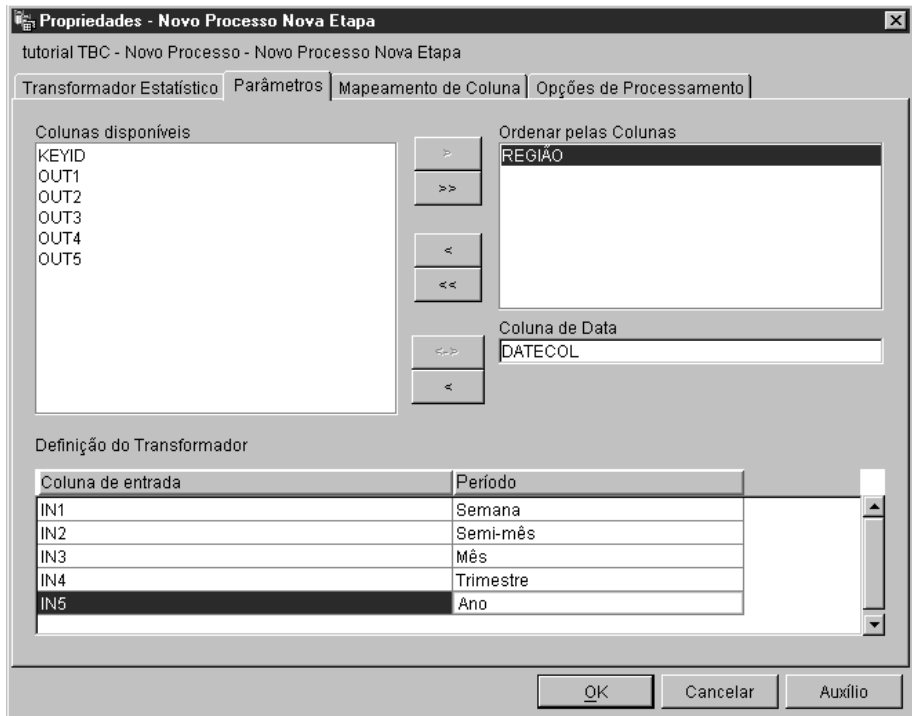 Propriedades - Novo Processo Nova Etapa
tutorial TBC - Novo Processo - Novo Processo Nova Etapa
Transformador Estatístico Parâmetros Mapeamento de Coluna Opções de Processamento
Colunas disponíveis
KEYID
OUT1
OUT2
OUT3
OUT4
OUT5
>
>>
<
<<
<->
<
Ordenar pelas Colunas
REGIÃO
Coluna de Data
DATECOL
Definição do Transformador
Coluna de entrada Período
IN1 Semana
IN2 Semi-mês
IN3 Mês
IN4 Trimestre
IN5 Ano
OK Cancelar Auxílio